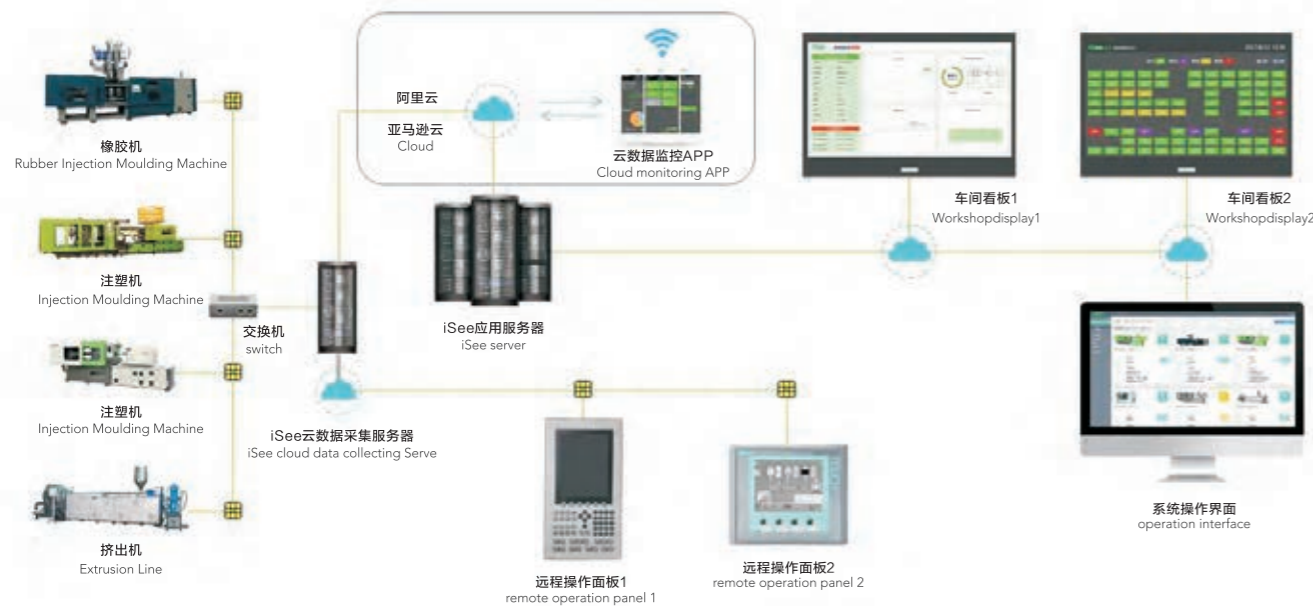 阿里云
亚马逊云
Cloud
云数据监控APP
Cloud monitoring APP
橡胶机
Rubber Injection Moulding Machine
车间看板1
Workshopdisplay1
车间看板2
Workshopdisplay2
注塑机
Injection Moulding Machine
交换机
switch
iSee应用服务器
iSee server
注塑机
Injection Moulding Machine
iSee云数据采集服务器
iSee cloud data collecting Serve
挤出机
Extrusion Line
远程操作面板1
remote operation panel 1
远程操作面板2
remote operation panel 2
系统操作界面
operation interface